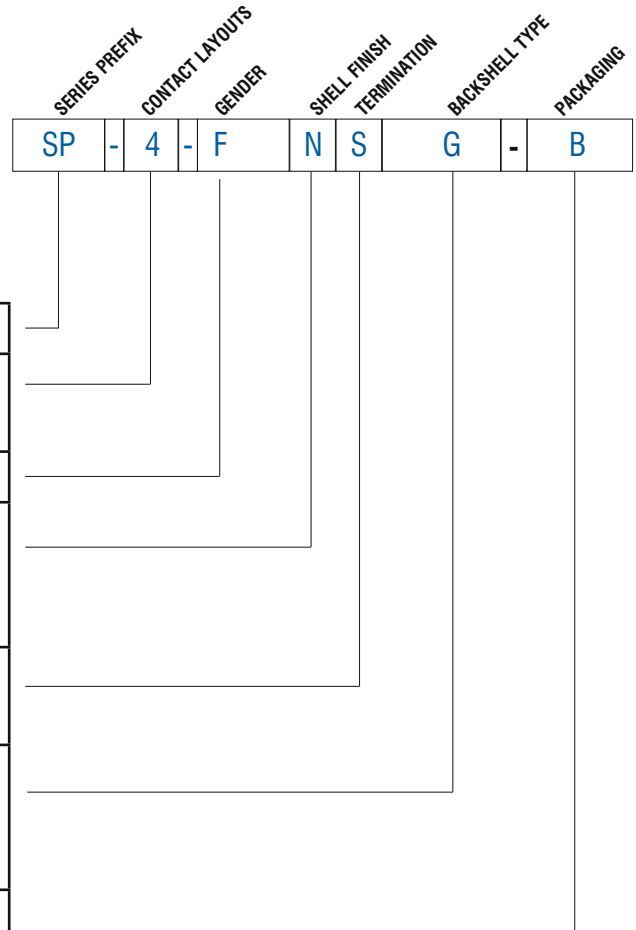 SERIES PREFIX
CONTACT LAYOUTS
GENDER
SHELL FINISH
TERMINATION
BACKSHELL TYPE
PACKAGING
SP - 4 - F N S G - B